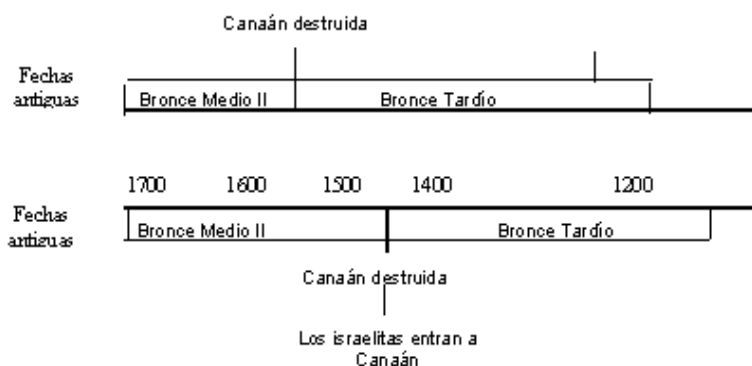 Canaán destruida
Fechas
antiguas
Bronce Medio II
Bronce Tardío
1700 1600 1500 1400 1200
Fechas
antiguas
Bronce Medio II
Bronce Tardío
Canaán destruida
Los israelitas entran a
Canaán